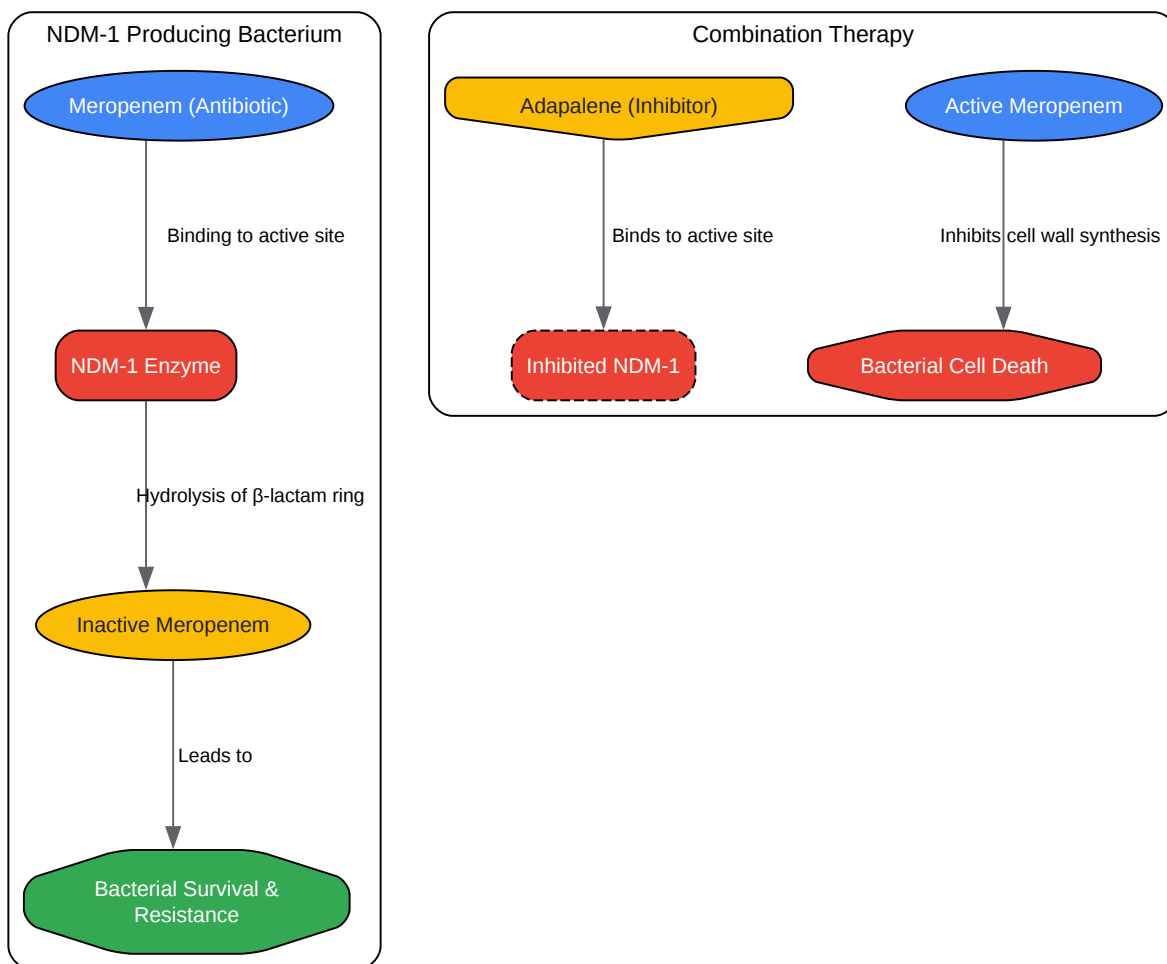 NDM-1 Producing Bacterium
Meropenem (Antibiotic)
Binding to active site
NDM-1 Enzyme
Hydrolysis of β-lactam ring
Inactive Meropenem
Leads to
Bacterial Survival &
Resistance
Combination Therapy
Adapalene (Inhibitor)
Binds to active site
Inhibited NDM-1
Active Meropenem
Inhibits cell wall synthesis
Bacterial Cell Death